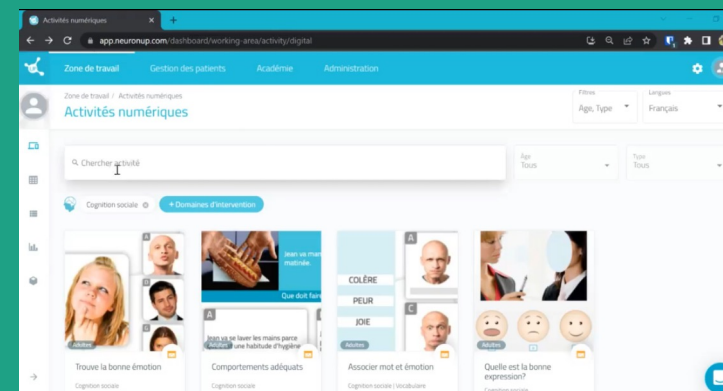 Activités numériques
app.neuronup.com/dashboard/working-area/activity/digital
Zone de travail
Gestion des patients
Académie
Administration
Zone de travail / Activités numériques
Activités numériques
Filtres
Age, Type
Langues
Français
Chercher activité
Age
Tous
Type
Tous
Cognition sociale
+ Domaines d'intervention
A
Adultes
Trouve la bonne émotion
Cognition sociale
Jean va
matinée.
Que doit
A
Jean va se laver les mains parce
une habitude d'hygiène
Adultes
Comportements adéquats
Cognition sociale
COLÈRE
PEUR
JOIE
A
C
Adultes
Associer mot et émotion
Cognition sociale | Vocabulaire
Adultes
Quelle est la bonne
expression?
Cognition sociale